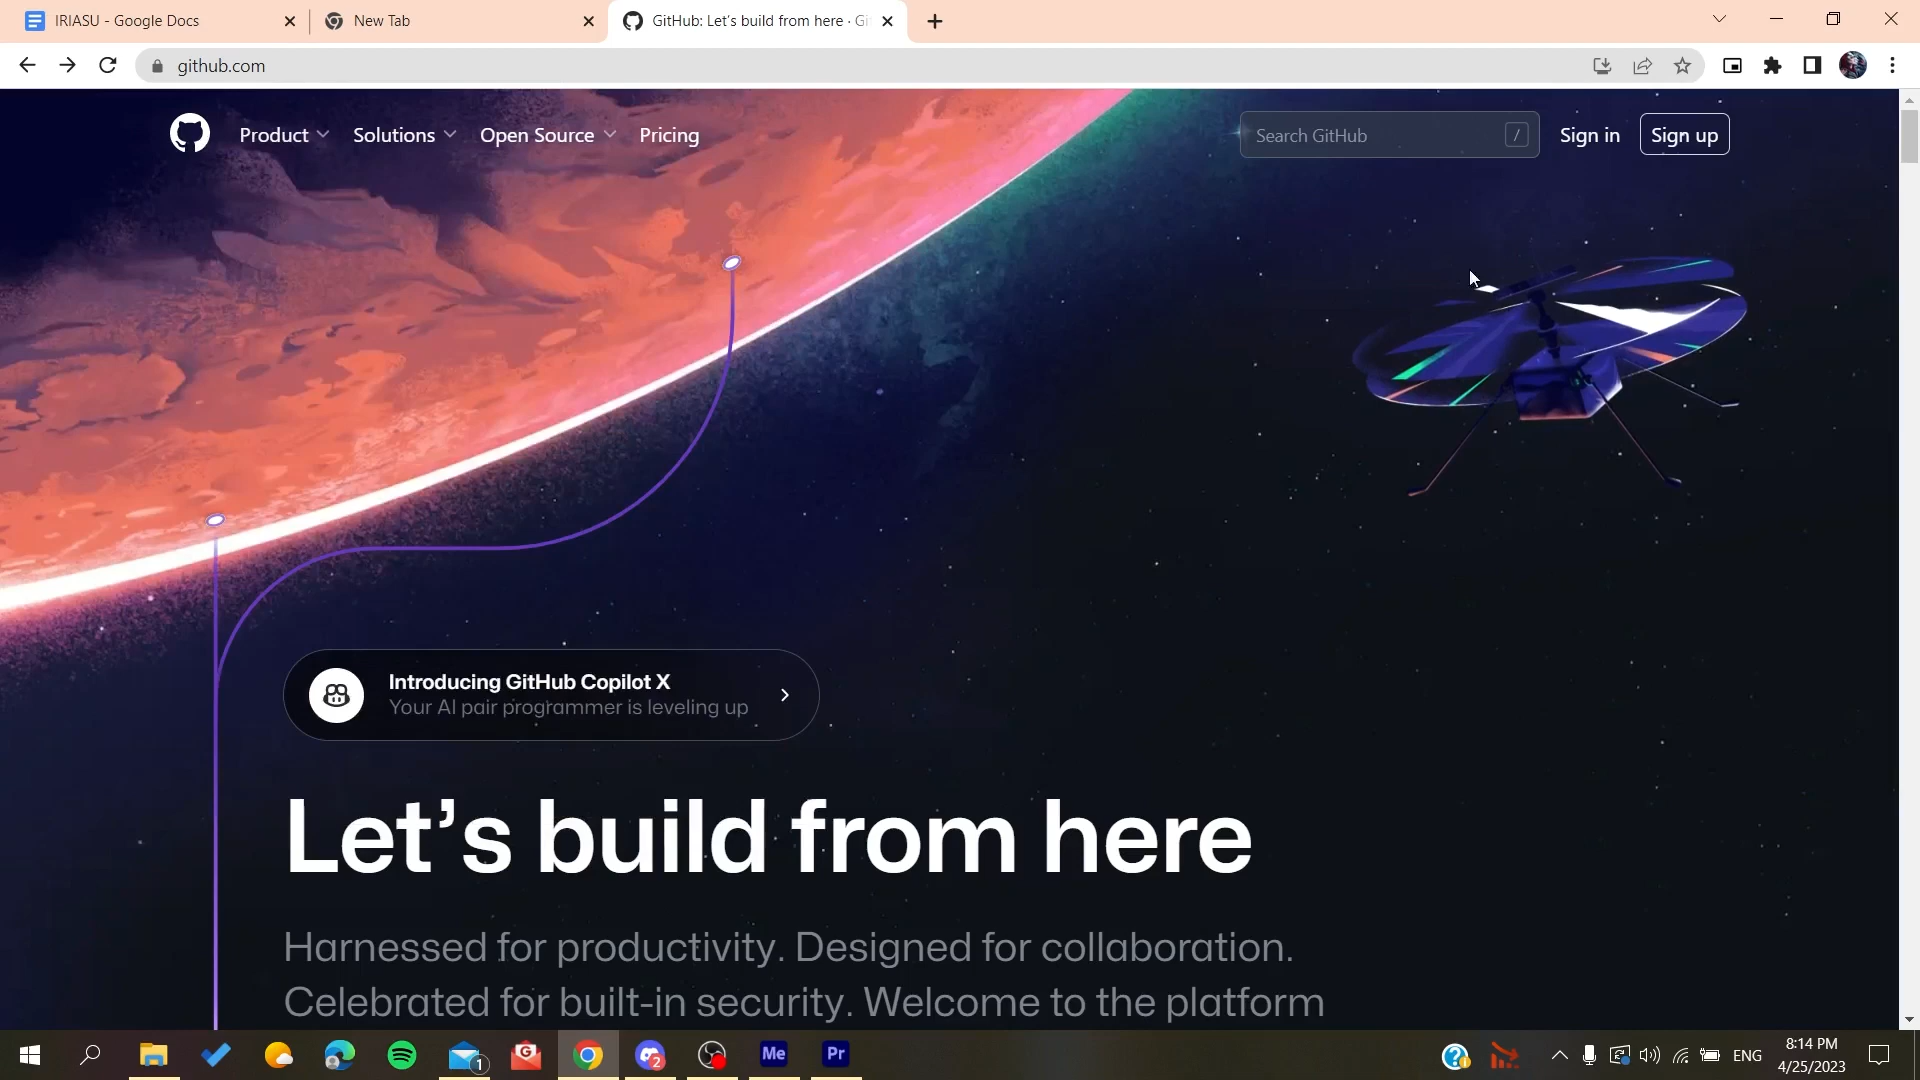 IRIASU - Google Docs
New Tab
GitHub: Let's build from here · Gi
github.com
Product
Solutions
Open Source
Pricing
Search GitHub
/
Sign in
Sign up
Introducing GitHub Copilot X
Your AI pair programmer is leveling up
Let’s build from here
Harnessed for productivity. Designed for collaboration.
Celebrated for built-in security. Welcome to the platform
1
G
2
Me
Pr
ENG
8:14 PM
4/25/2023